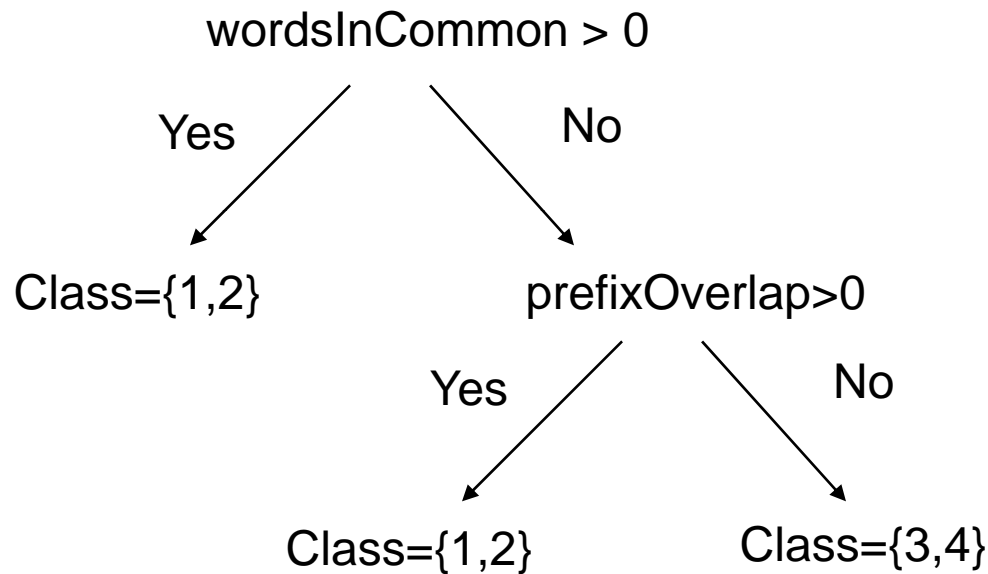 wordsInCommon > 0
Yes
No
Class={1,2}
prefixOverlap>0
Yes
No
Class={1,2}
Class={3,4}